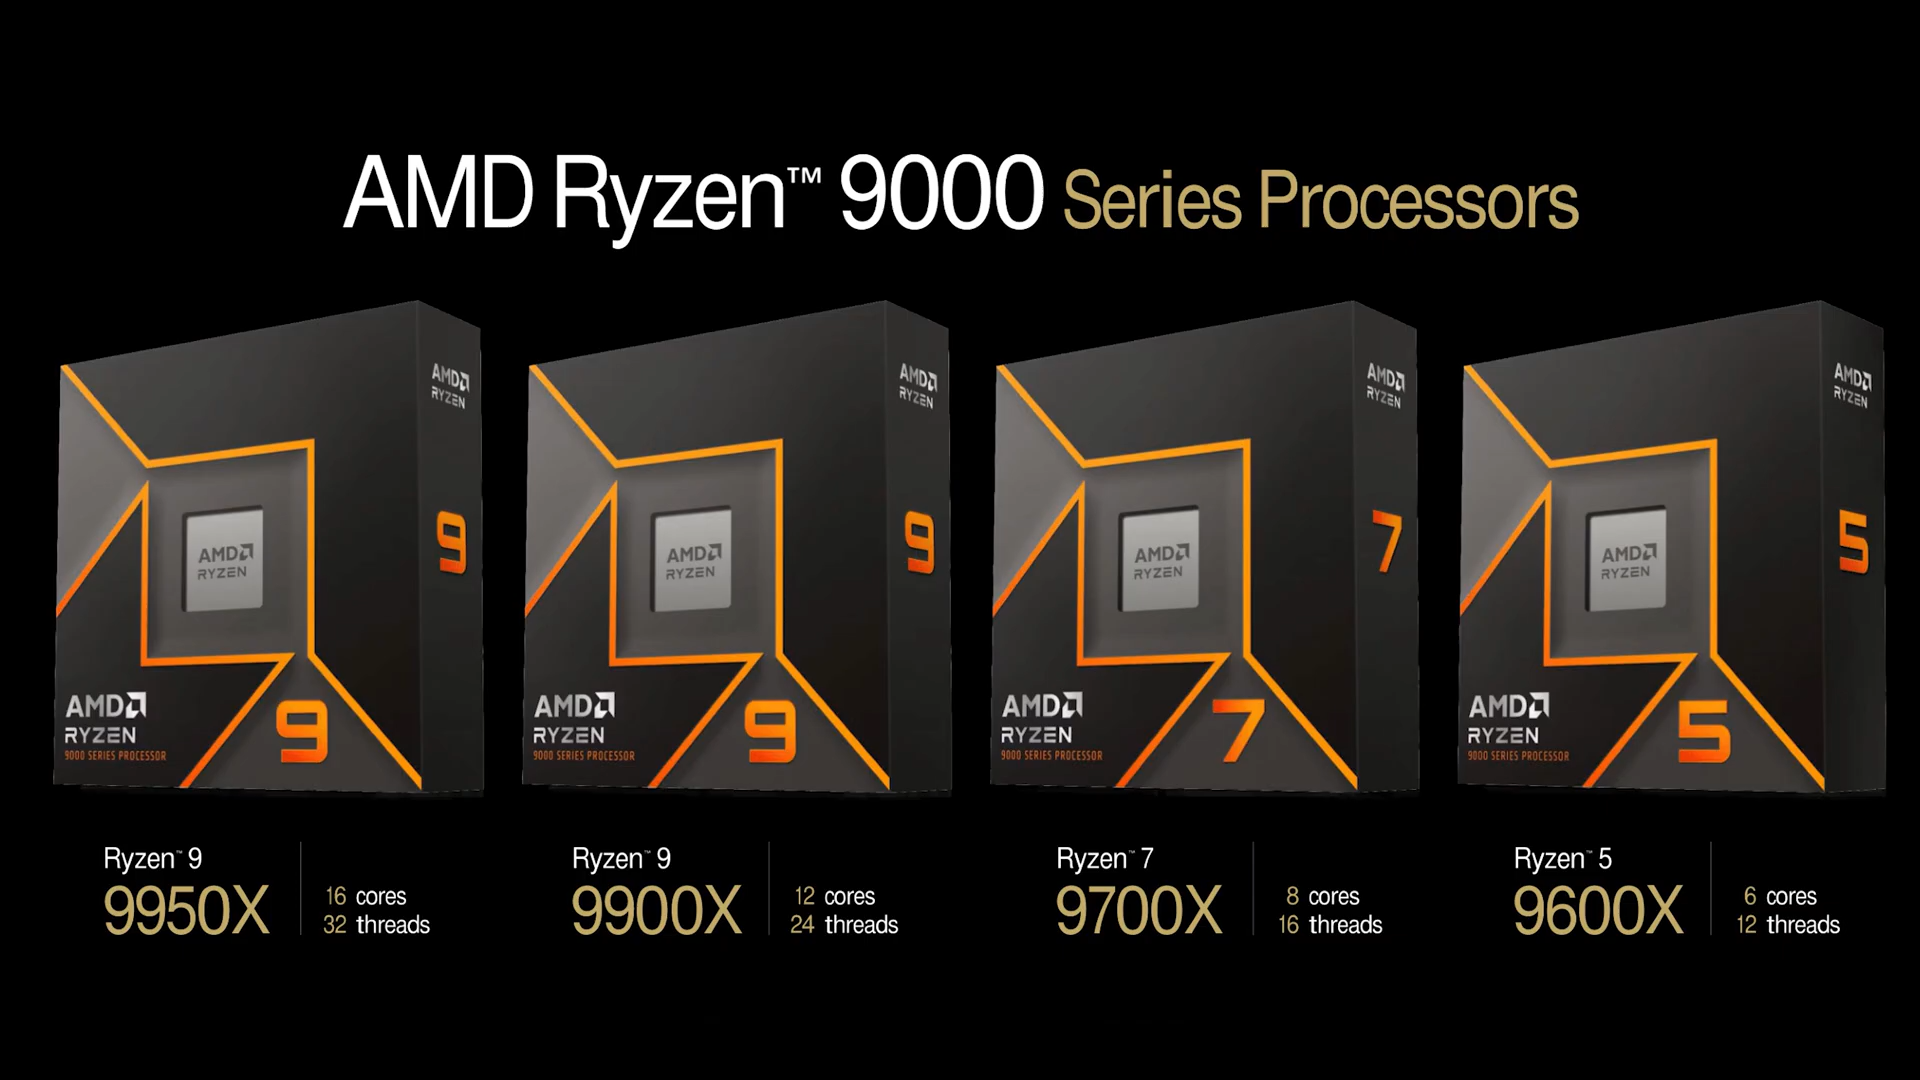 AMD Ryzen™ 9000 Series Processors
AMD
RYZEN
9
AMD
RYZEN
AMD
RYZEN
9000 SERIES PROCESSOR
9
AMD
RYZEN
9
AMD
RYZEN
AMD
RYZEN
9000 SERIES PROCESSOR
9
AMD
RYZEN
7
AMD
RYZEN
AMD
RYZEN
9000 SERIES PROCESSOR
7
AMD
RYZEN
5
AMD
RYZEN
AMD
RYZEN
9000 SERIES PROCESSOR
5
Ryzen™ 9
9950X
16 cores
32 threads
Ryzen™ 9
9900X
12 cores
24 threads
Ryzen™ 7
9700X
8 cores
16 threads
Ryzen™ 5
9600X
6 cores
12 threads